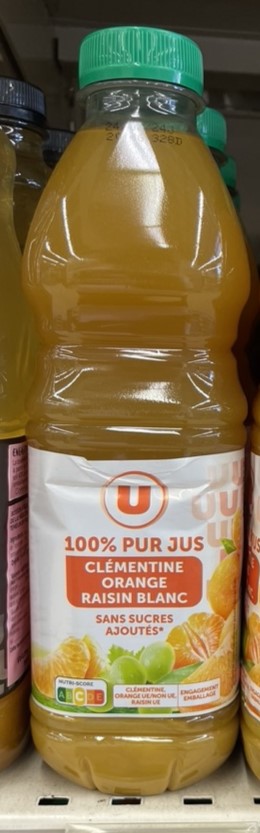 U
100% PUR JUS
CLÉMENTINE
ORANGE
RAISIN BLANC
SANS SUCRES
AJOUTÉS*
NUTRI-SCORE
A B C D E
CLÉMENTINE,
ORANGE UE/NON UE,
RAISIN UE
ENGAGEMENT
EMBALLAGE